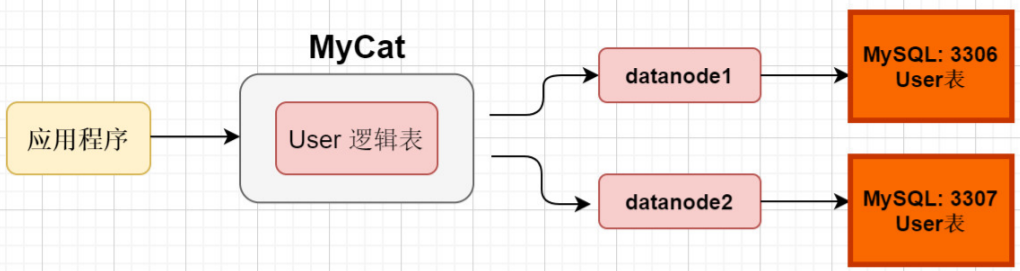 MyCat
应用程序
User 逻辑表
datanode1
MySQL: 3306
User表
datanode2
MySQL: 3307
User表